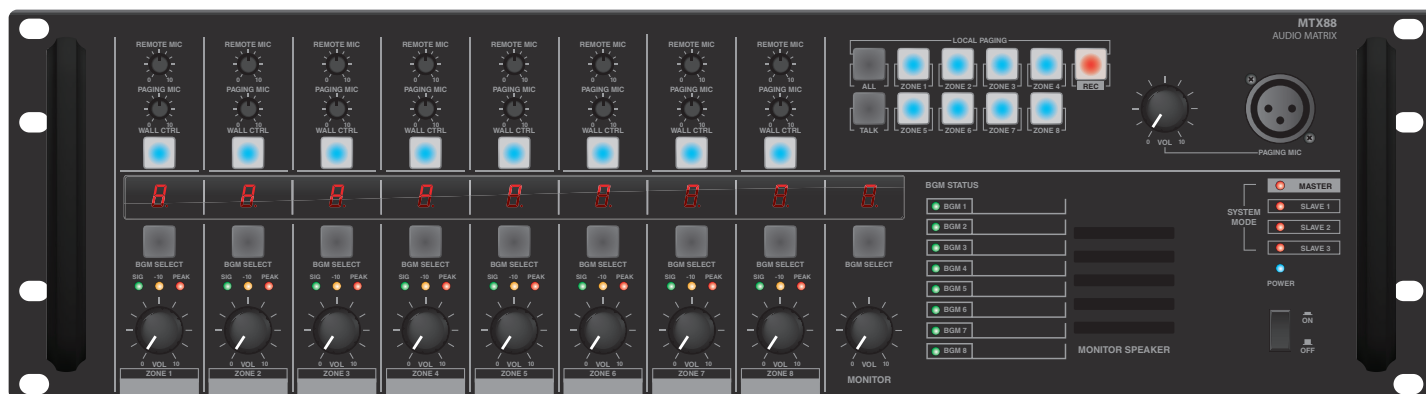 MTX88
AUDIO MATRIX
LOCAL PAGING
REMOTE MIC REMOTE MIC REMOTE MIC REMOTE MIC REMOTE MIC REMOTE MIC REMOTE MIC REMOTE MIC
0 10 0 10 0 10 0 10 0 10 0 10 0 10 0 10
ALL ZONE 1 ZONE 2 ZONE 3 ZONE 4 REC
PAGING MIC PAGING MIC PAGING MIC PAGING MIC PAGING MIC PAGING MIC PAGING MIC PAGING MIC
0 10 0 10 0 10 0 10 0 10 0 10 0 10 0 10
TALK ZONE 5 ZONE 6 ZONE 7 ZONE 8
WALL CTRL WALL CTRL WALL CTRL WALL CTRL WALL CTRL WALL CTRL WALL CTRL WALL CTRL
0 VOL 10
PAGING MIC
BGM STATUS
BGM 1
BGM 2
BGM 3
BGM 4
BGM 5
BGM 6
BGM 7
BGM 8
MONITOR SPEAKER
SYSTEM
MODE
MASTER
SLAVE 1
SLAVE 2
SLAVE 3
POWER
ON
OFF
BGM SELECT BGM SELECT BGM SELECT BGM SELECT BGM SELECT BGM SELECT BGM SELECT BGM SELECT BGM SELECT
SIG -10 PEAK SIG -10 PEAK SIG -10 PEAK SIG -10 PEAK SIG -10 PEAK SIG -10 PEAK SIG -10 PEAK SIG -10 PEAK
0 VOL 10 0 VOL 10 0 VOL 10 0 VOL 10 0 VOL 10 0 VOL 10 0 VOL 10 0 VOL 10 0 VOL 10
ZONE 1 ZONE 2 ZONE 3 ZONE 4 ZONE 5 ZONE 6 ZONE 7 ZONE 8
MONITOR